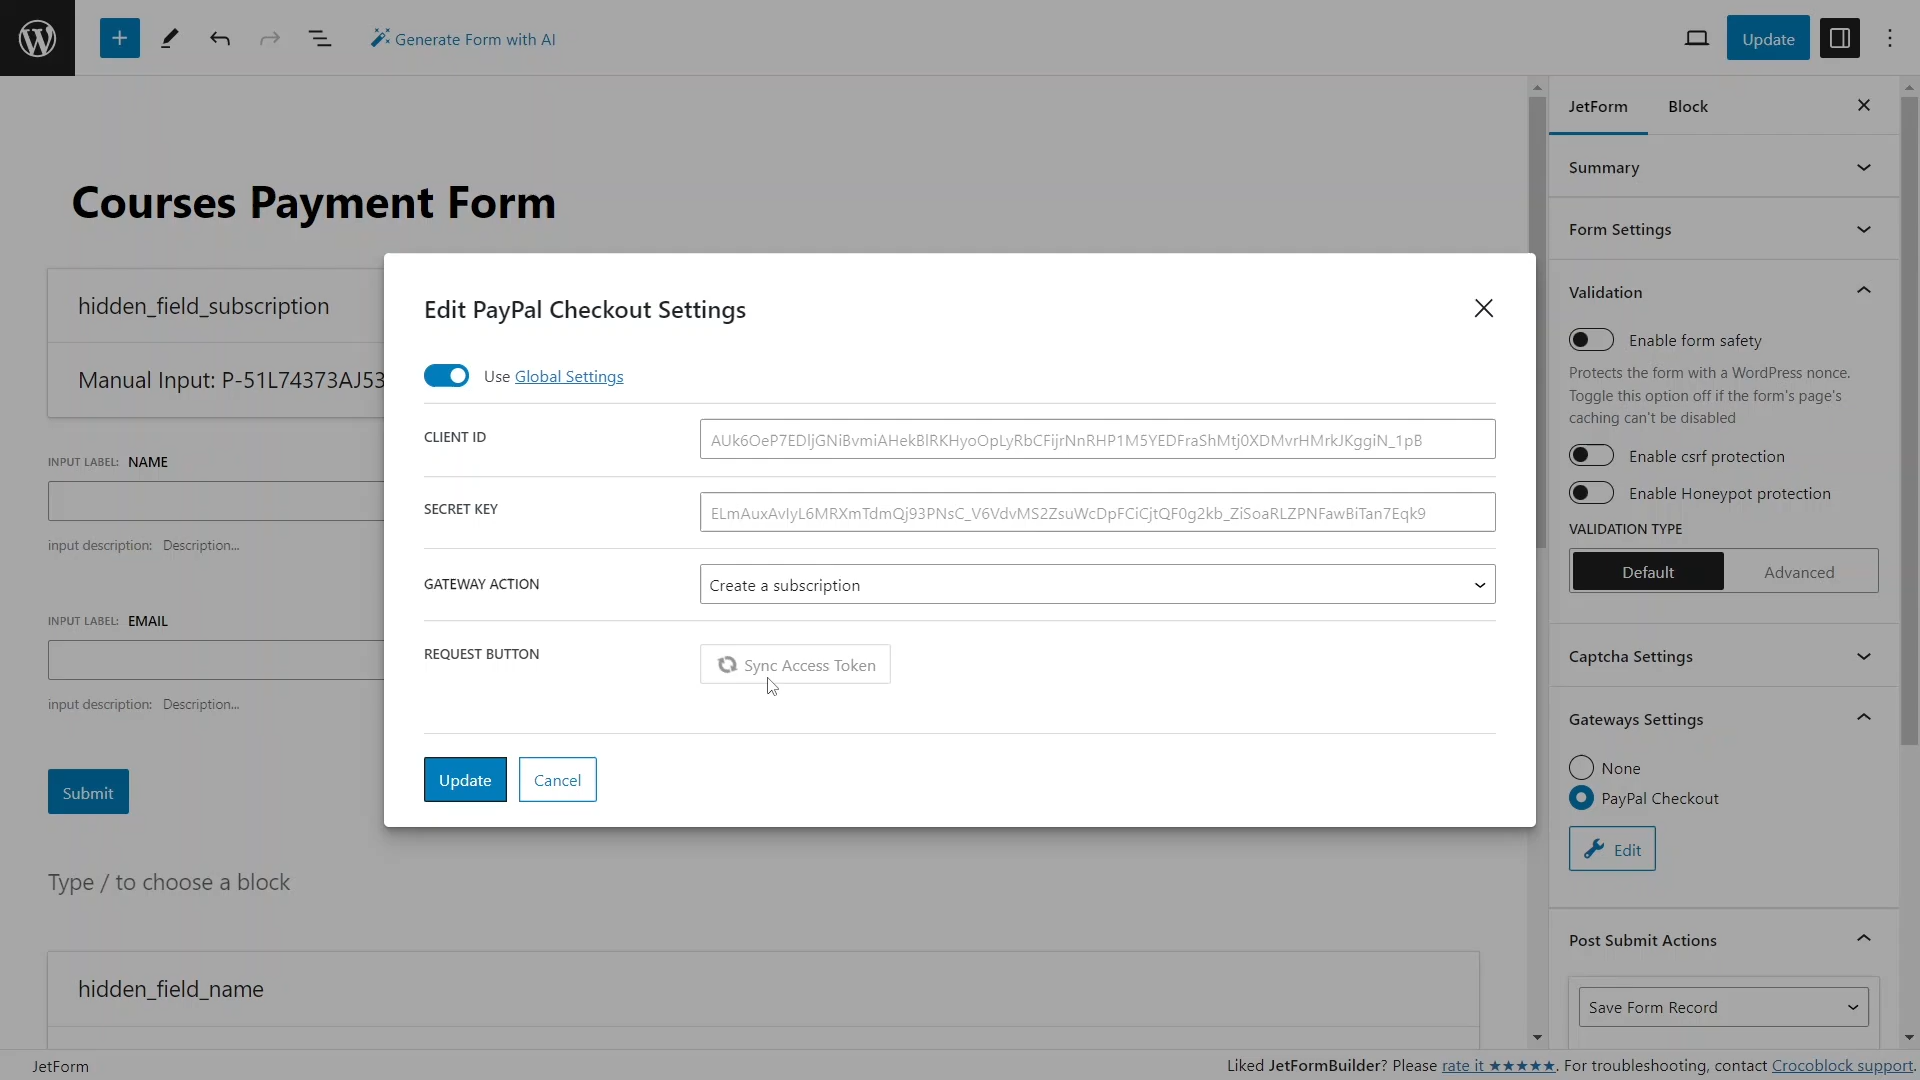 Generate Form with AI
Update
Courses Payment Form
hidden_field_subscription
Manual Input: P-51L74373AJ53
INPUT LABEL: NAME
input description: Description...
INPUT LABEL: EMAIL
input description: Description...
Submit
Type / to choose a block
hidden_field_name
Edit PayPal Checkout Settings
Use Global Settings
CLIENT ID
AUk6OeP7EDljGNiBvmiAHekBlRKHyoOpLyRbCFijrNnRHP1M5YEDFraShMtj0XDMvrHMrkJKggiN_1pB
SECRET KEY
ELmAuxAvIyL6MRXmTdmQj93PNsC_V6VdvMS2ZsuWcDpFCiCjtQF0g2kb_ZiSoaRLZPNFawBiTan7Eqk9
GATEWAY ACTION
Create a subscription
REQUEST BUTTON
Sync Access Token
Update
Cancel
JetForm
Block
Summary
Form Settings
Validation
Enable form safety
Protects the form with a WordPress nonce.
Toggle this option off if the form's page's
caching can't be disabled
Enable csrf protection
Enable Honeypot protection
VALIDATION TYPE
Default
Advanced
Captcha Settings
Gateways Settings
None
PayPal Checkout
Edit
Post Submit Actions
Save Form Record
JetForm
Liked JetFormBuilder? Please rate it ★★★★★. For troubleshooting, contact Crocoblock support.